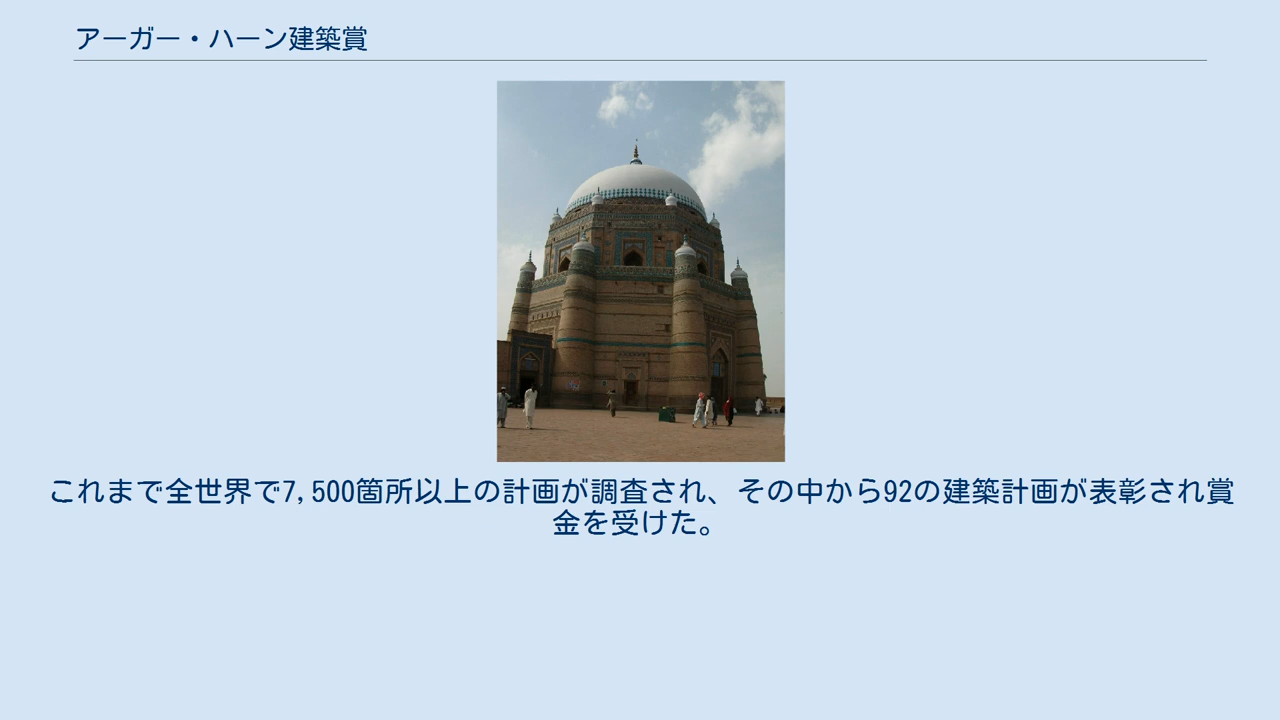 アーガー・ハーン建築賞
これまで全世界で7,500箇所以上の計画が調査され、その中から92の建築計画が表彰され賞
金を受けた。